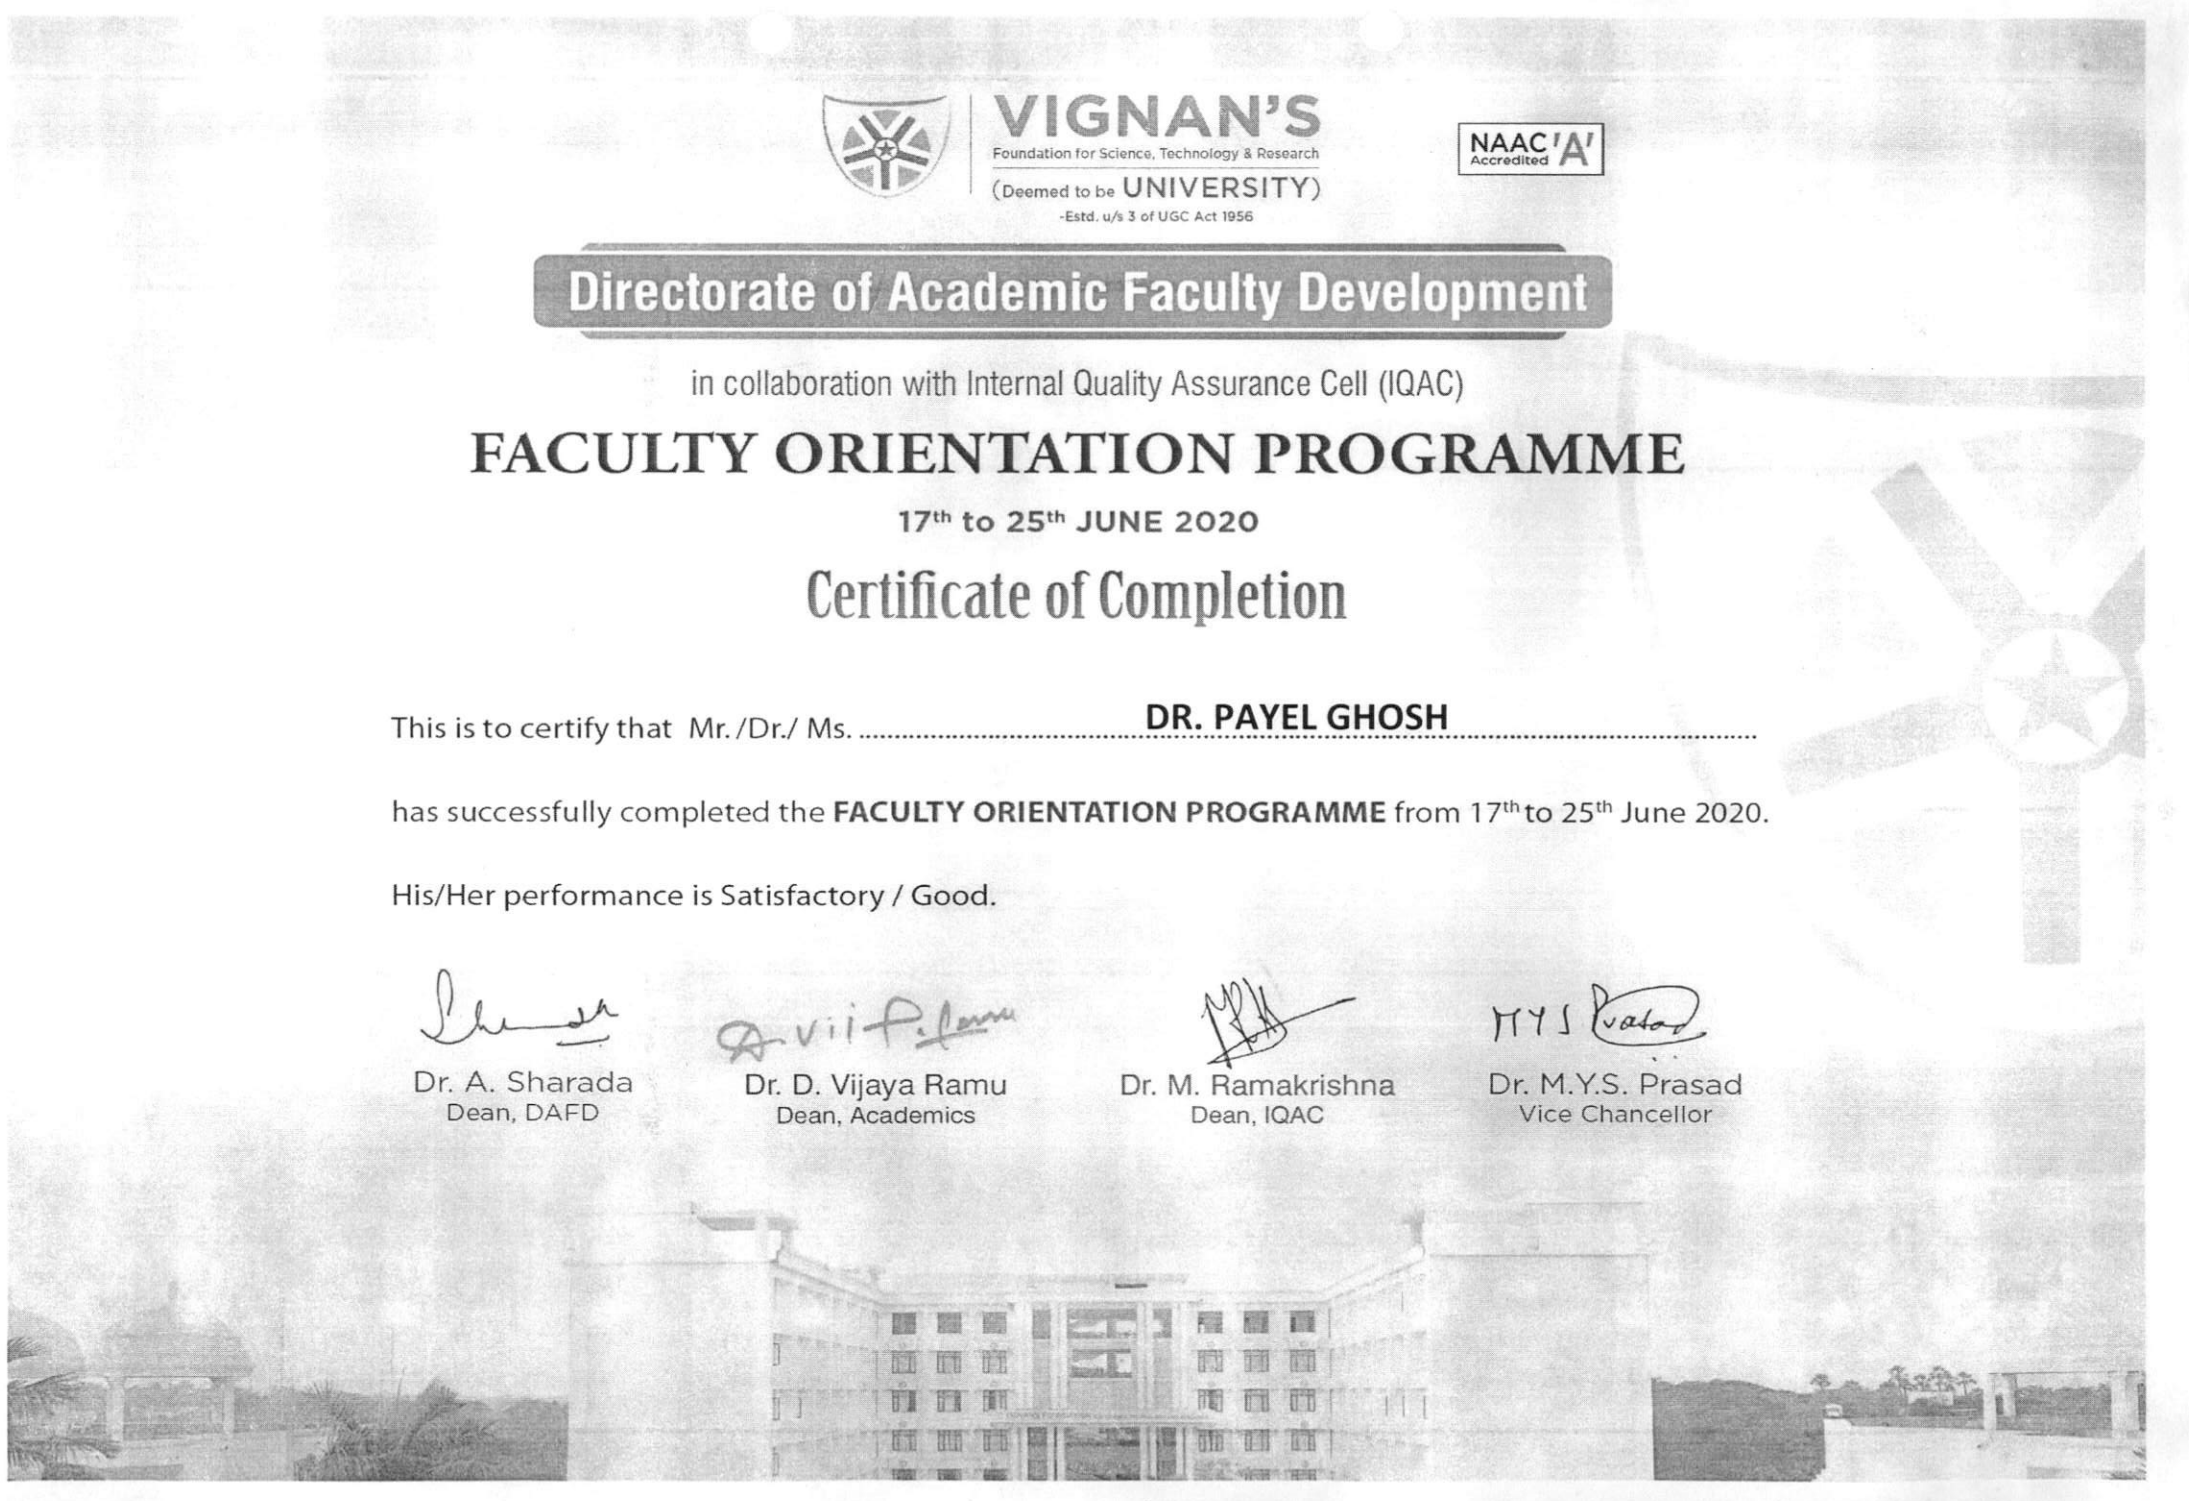 VIGNAN'S
Foundation for Science, Technology & Research
(Deemed to be UNIVERSITY)
-Estd. u/s 3 of UGC Act 1956
NAAC 'A'
Accredited
Directorate of Academic Faculty Development
in collaboration with Internal Quality Assurance Cell (IQAC)
FACULTY ORIENTATION PROGRAMME
17th to 25th JUNE 2020
Certificate of Completion
This is to certify that Mr. /Dr./ Ms. DR. PAYEL GHOSH
has successfully completed the FACULTY ORIENTATION PROGRAMME from 17th to 25th June 2020.
His/Her performance is Satisfactory / Good.
MYS Prasad
Dr. A. Sharada Dr. D. Vijaya Ramu Dr. M. Ramakrishna Dr. M.Y.S. Prasad
Dean, DAFD Dean, Academics Dean, IQAC Vice Chancellor